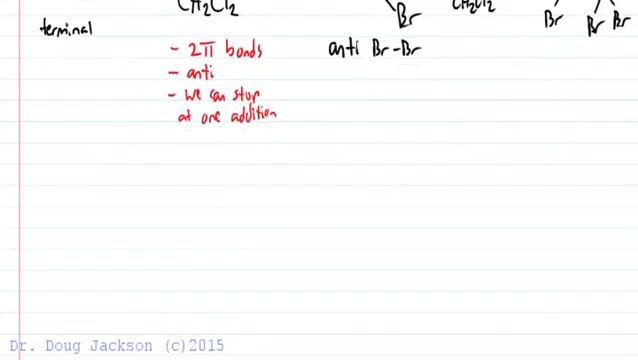 CH2Cl2
Br
CH2Cl2
Br Br Br
terminal
- 2π bonds
anti Br-Br
- anti
- we can stop
at one addition
Dr. Doug Jackson (c)2015